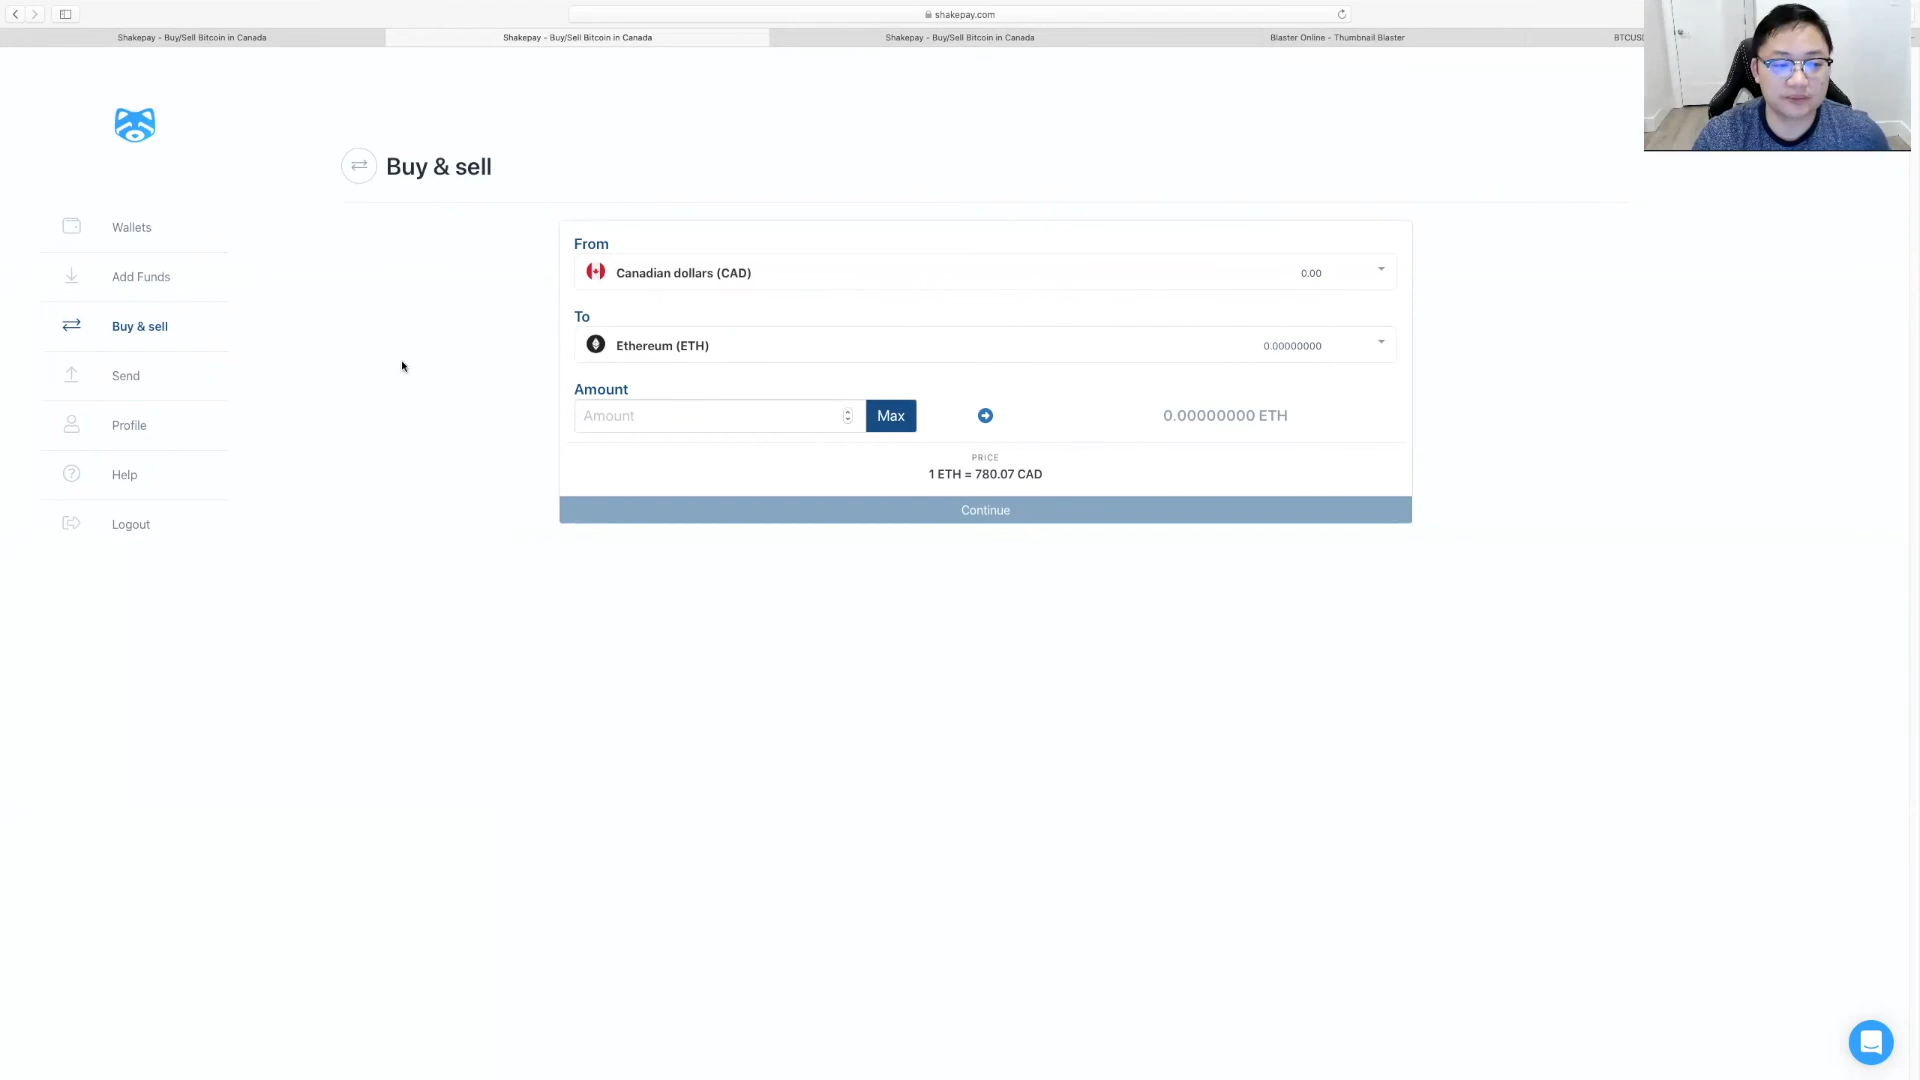 shakepay.com
Shakepay - Buy/Sell Bitcoin in Canada
Shakepay - Buy/Sell Bitcoin in Canada
Shakepay - Buy/Sell Bitcoin in Canada
Blaster Online - Thumbnail Blaster
BTCUS
Buy & sell
Wallets
Add Funds
Buy & sell
Send
Profile
Help
Logout
From
Canadian dollars (CAD)
0.00
To
Ethereum (ETH)
0.00000000
Amount
Amount
Max
0.00000000 ETH
PRICE
1 ETH = 780.07 CAD
Continue